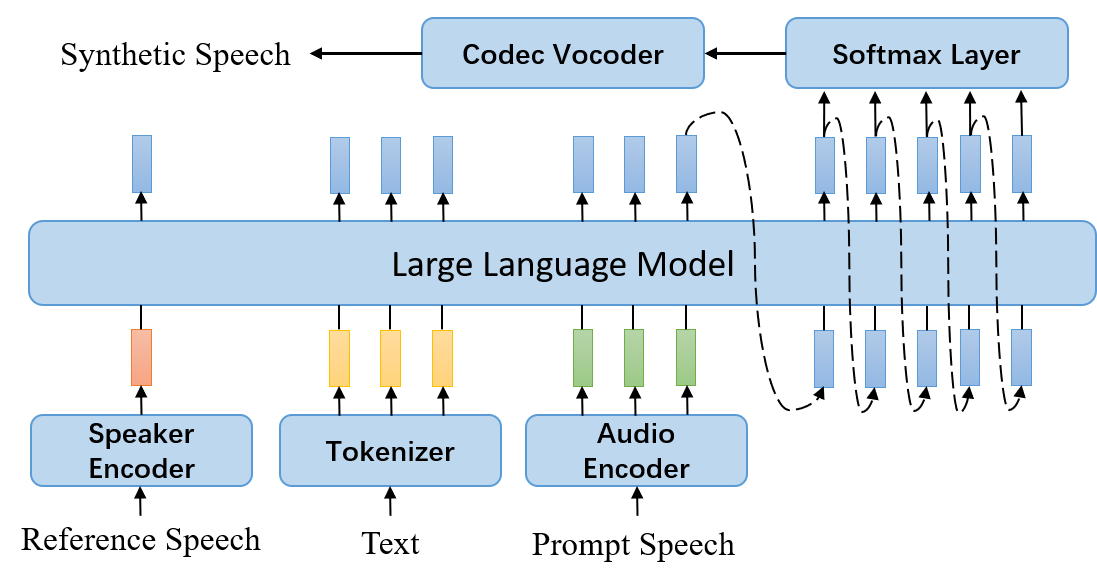 Synthetic Speech
Codec Vocoder
Softmax Layer
Large Language Model
Speaker
Encoder
Tokenizer
Audio
Encoder
Reference Speech
Text
Prompt Speech